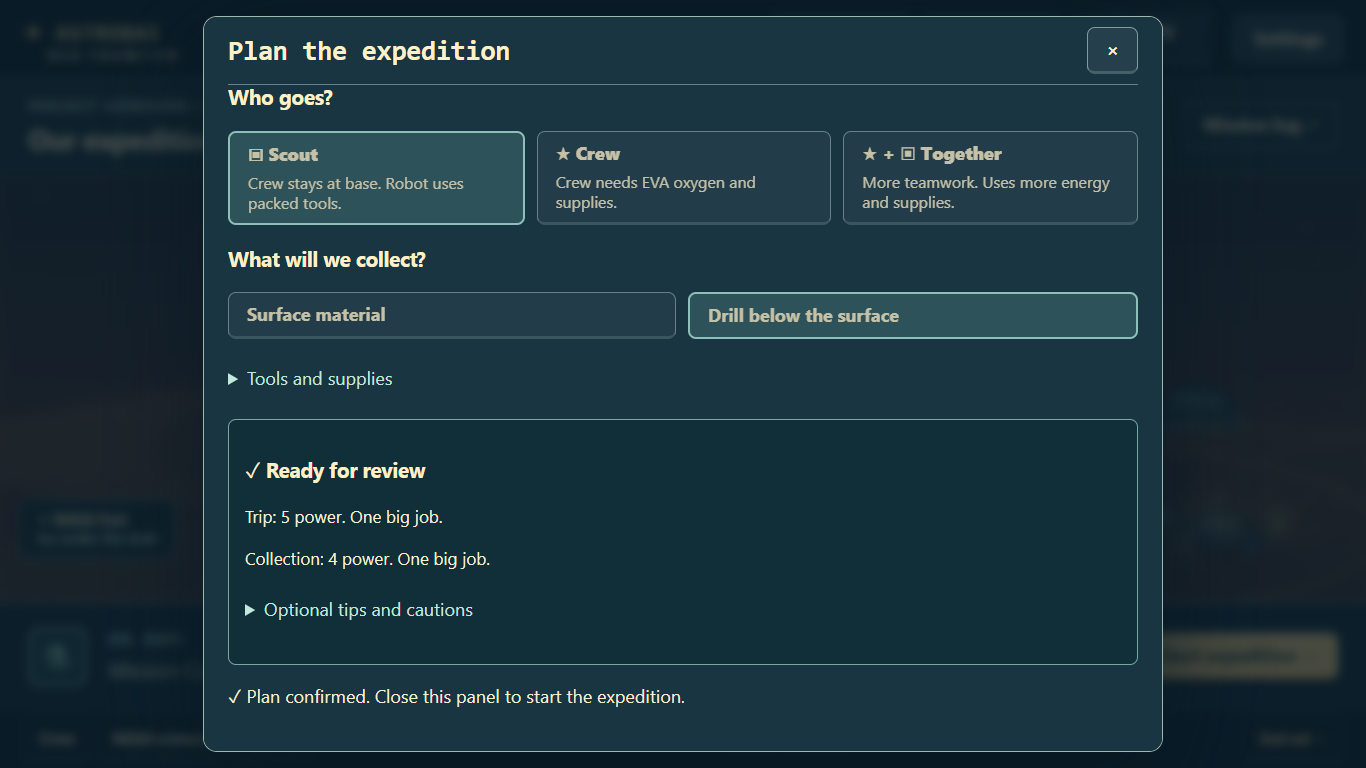 Plan the expedition
×
Who goes?
▣ Scout
Crew stays at base. Robot uses
packed tools.
★ Crew
Crew needs EVA oxygen and
supplies.
★ + ▣ Together
More teamwork. Uses more energy
and supplies.
What will we collect?
Surface material
Drill below the surface
▶ Tools and supplies
✓ Ready for review
Trip: 5 power. One big job.
Collection: 4 power. One big job.
▶ Optional tips and cautions
✓ Plan confirmed. Close this panel to start the expedition.
Our expedition
Settings